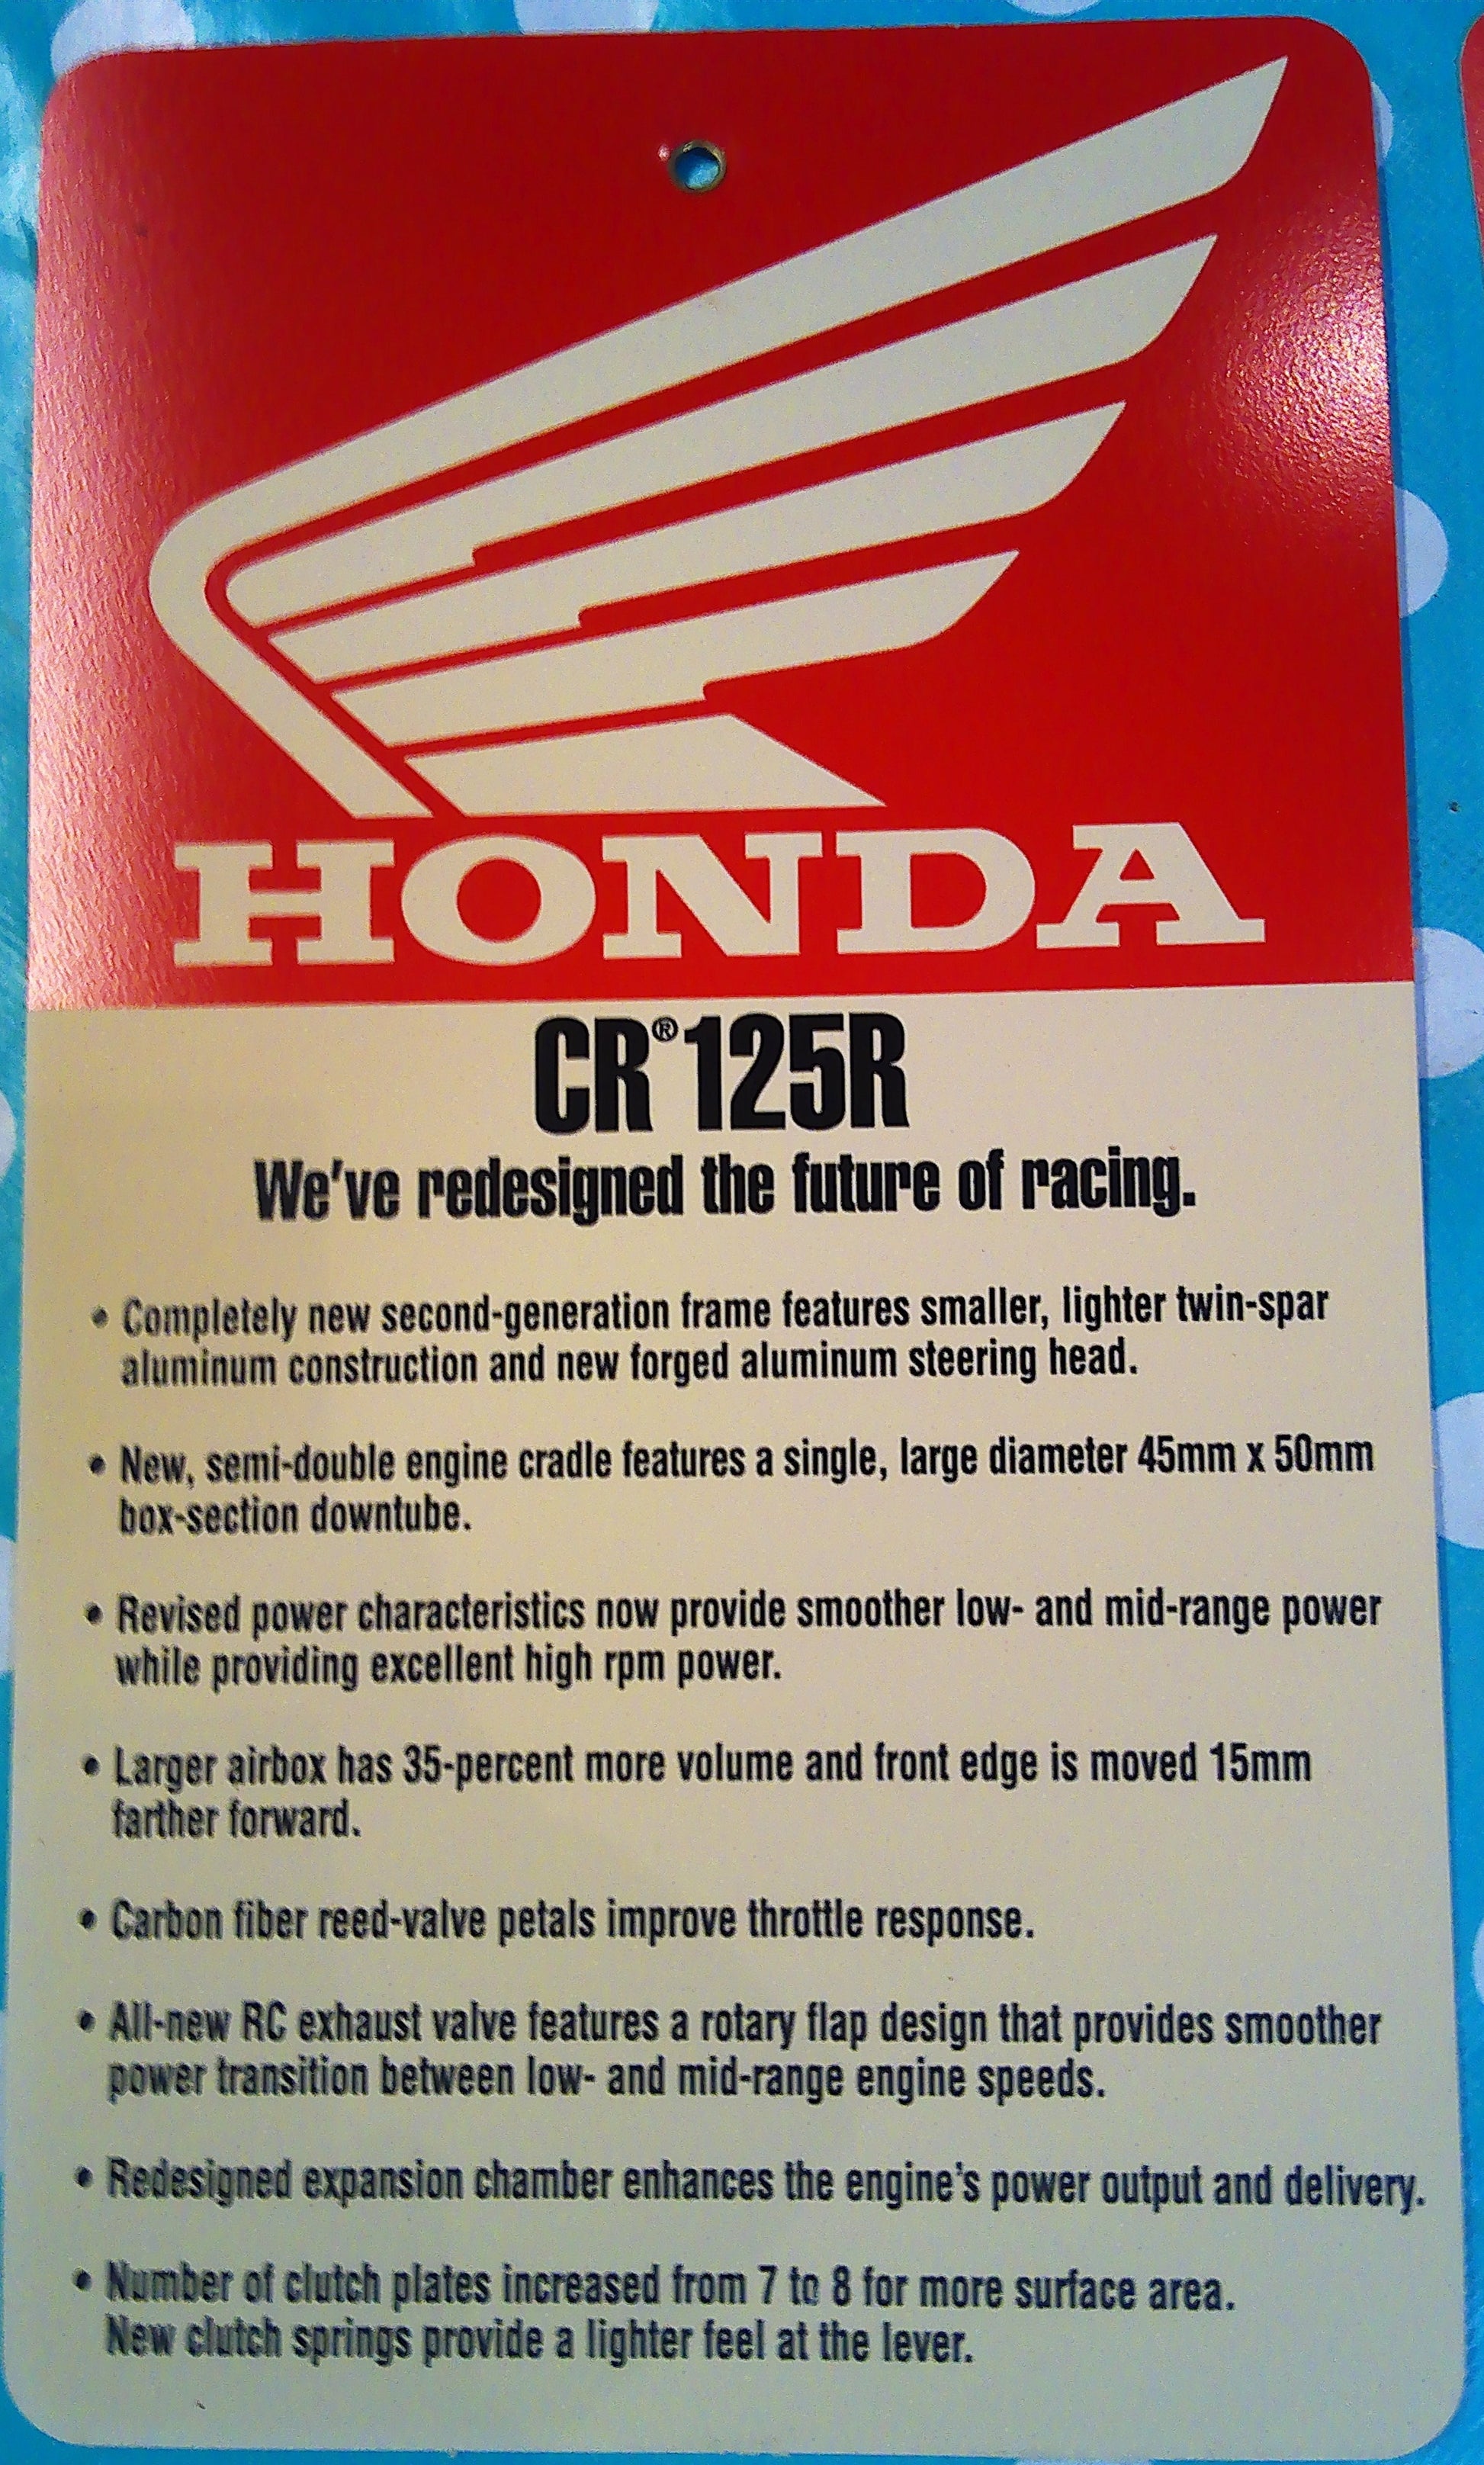 HONDA
CR®125R
We've redesigned the future of racing.
• Completely new second-generation frame features smaller, lighter twin-spar
aluminum construction and new forged aluminum steering head.
• New, semi-double engine cradle features a single, large diameter 45mm x 50mm
box-section downtube.
• Revised power characteristics now provide smoother low- and mid-range power
while providing excellent high rpm power.
• Larger airbox has 35-percent more volume and front edge is moved 15mm
farther forward.
• Carbon fiber reed-valve petals improve throttle response.
• All-new RC exhaust valve features a rotary flap design that provides smoother
power transition between low- and mid-range engine speeds.
• Redesigned expansion chamber enhances the engine's power output and delivery.
• Number of clutch plates increased from 7 to 8 for more surface area.
New clutch springs provide a lighter feel at the lever.